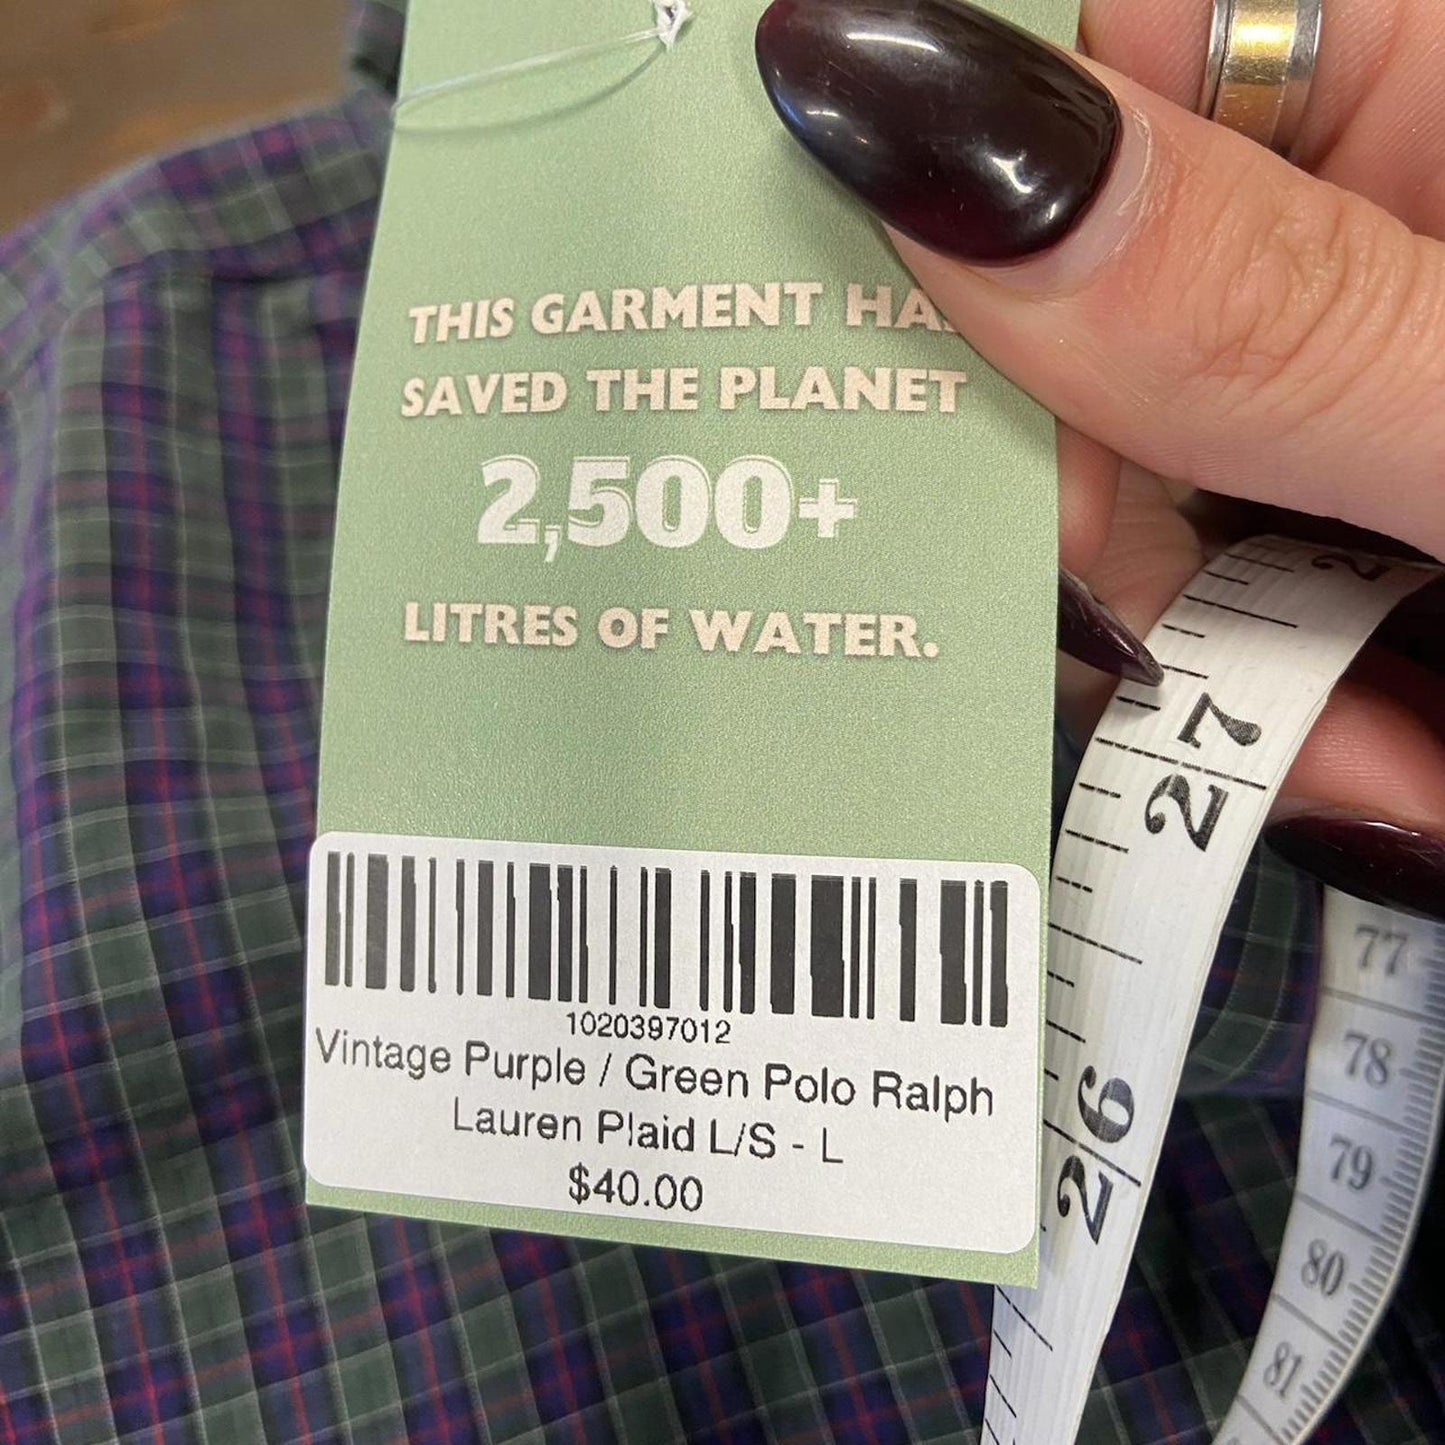 THIS GARMENT HA
SAVED THE PLANET
2,500+
LITRES OF WATER.
1020397012
Vintage Purple / Green Polo Ralph
Lauren Plaid L/S - L
$40.00
2
27
26
77
78
79
80
81